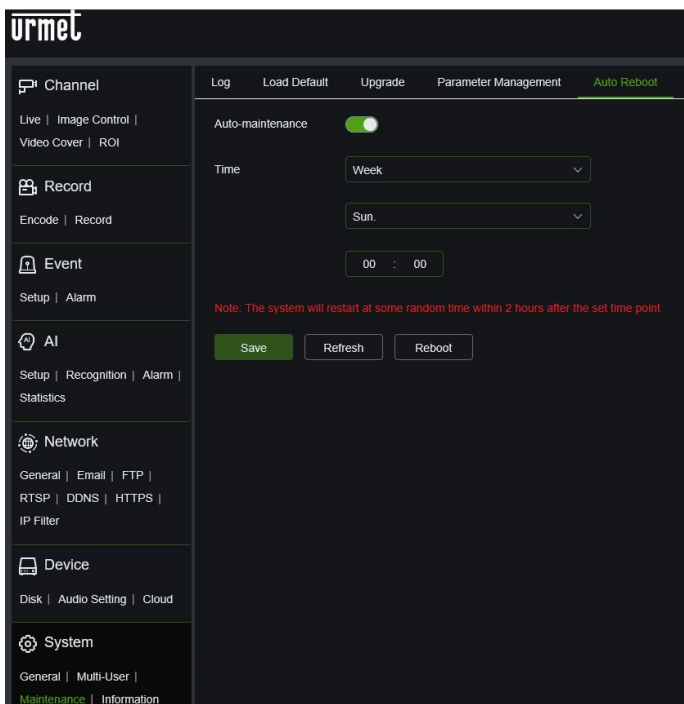 urmet
Channel
Live | Image Control |
Video Cover | ROI
Record
Encode | Record
Event
Setup | Alarm
AI
Setup | Recognition | Alarm |
Statistics
Network
General | Email | FTP |
RTSP | DDNS | HTTPS |
IP Filter
Device
Disk | Audio Setting | Cloud
System
General | Multi-User |
Maintenance | Information
Log Load Default Upgrade Parameter Management Auto Reboot
Auto-maintenance
Time Week
Sun.
00 : 00
Note: The system will restart at some random time within 2 hours after the set time point
Save Refresh Reboot